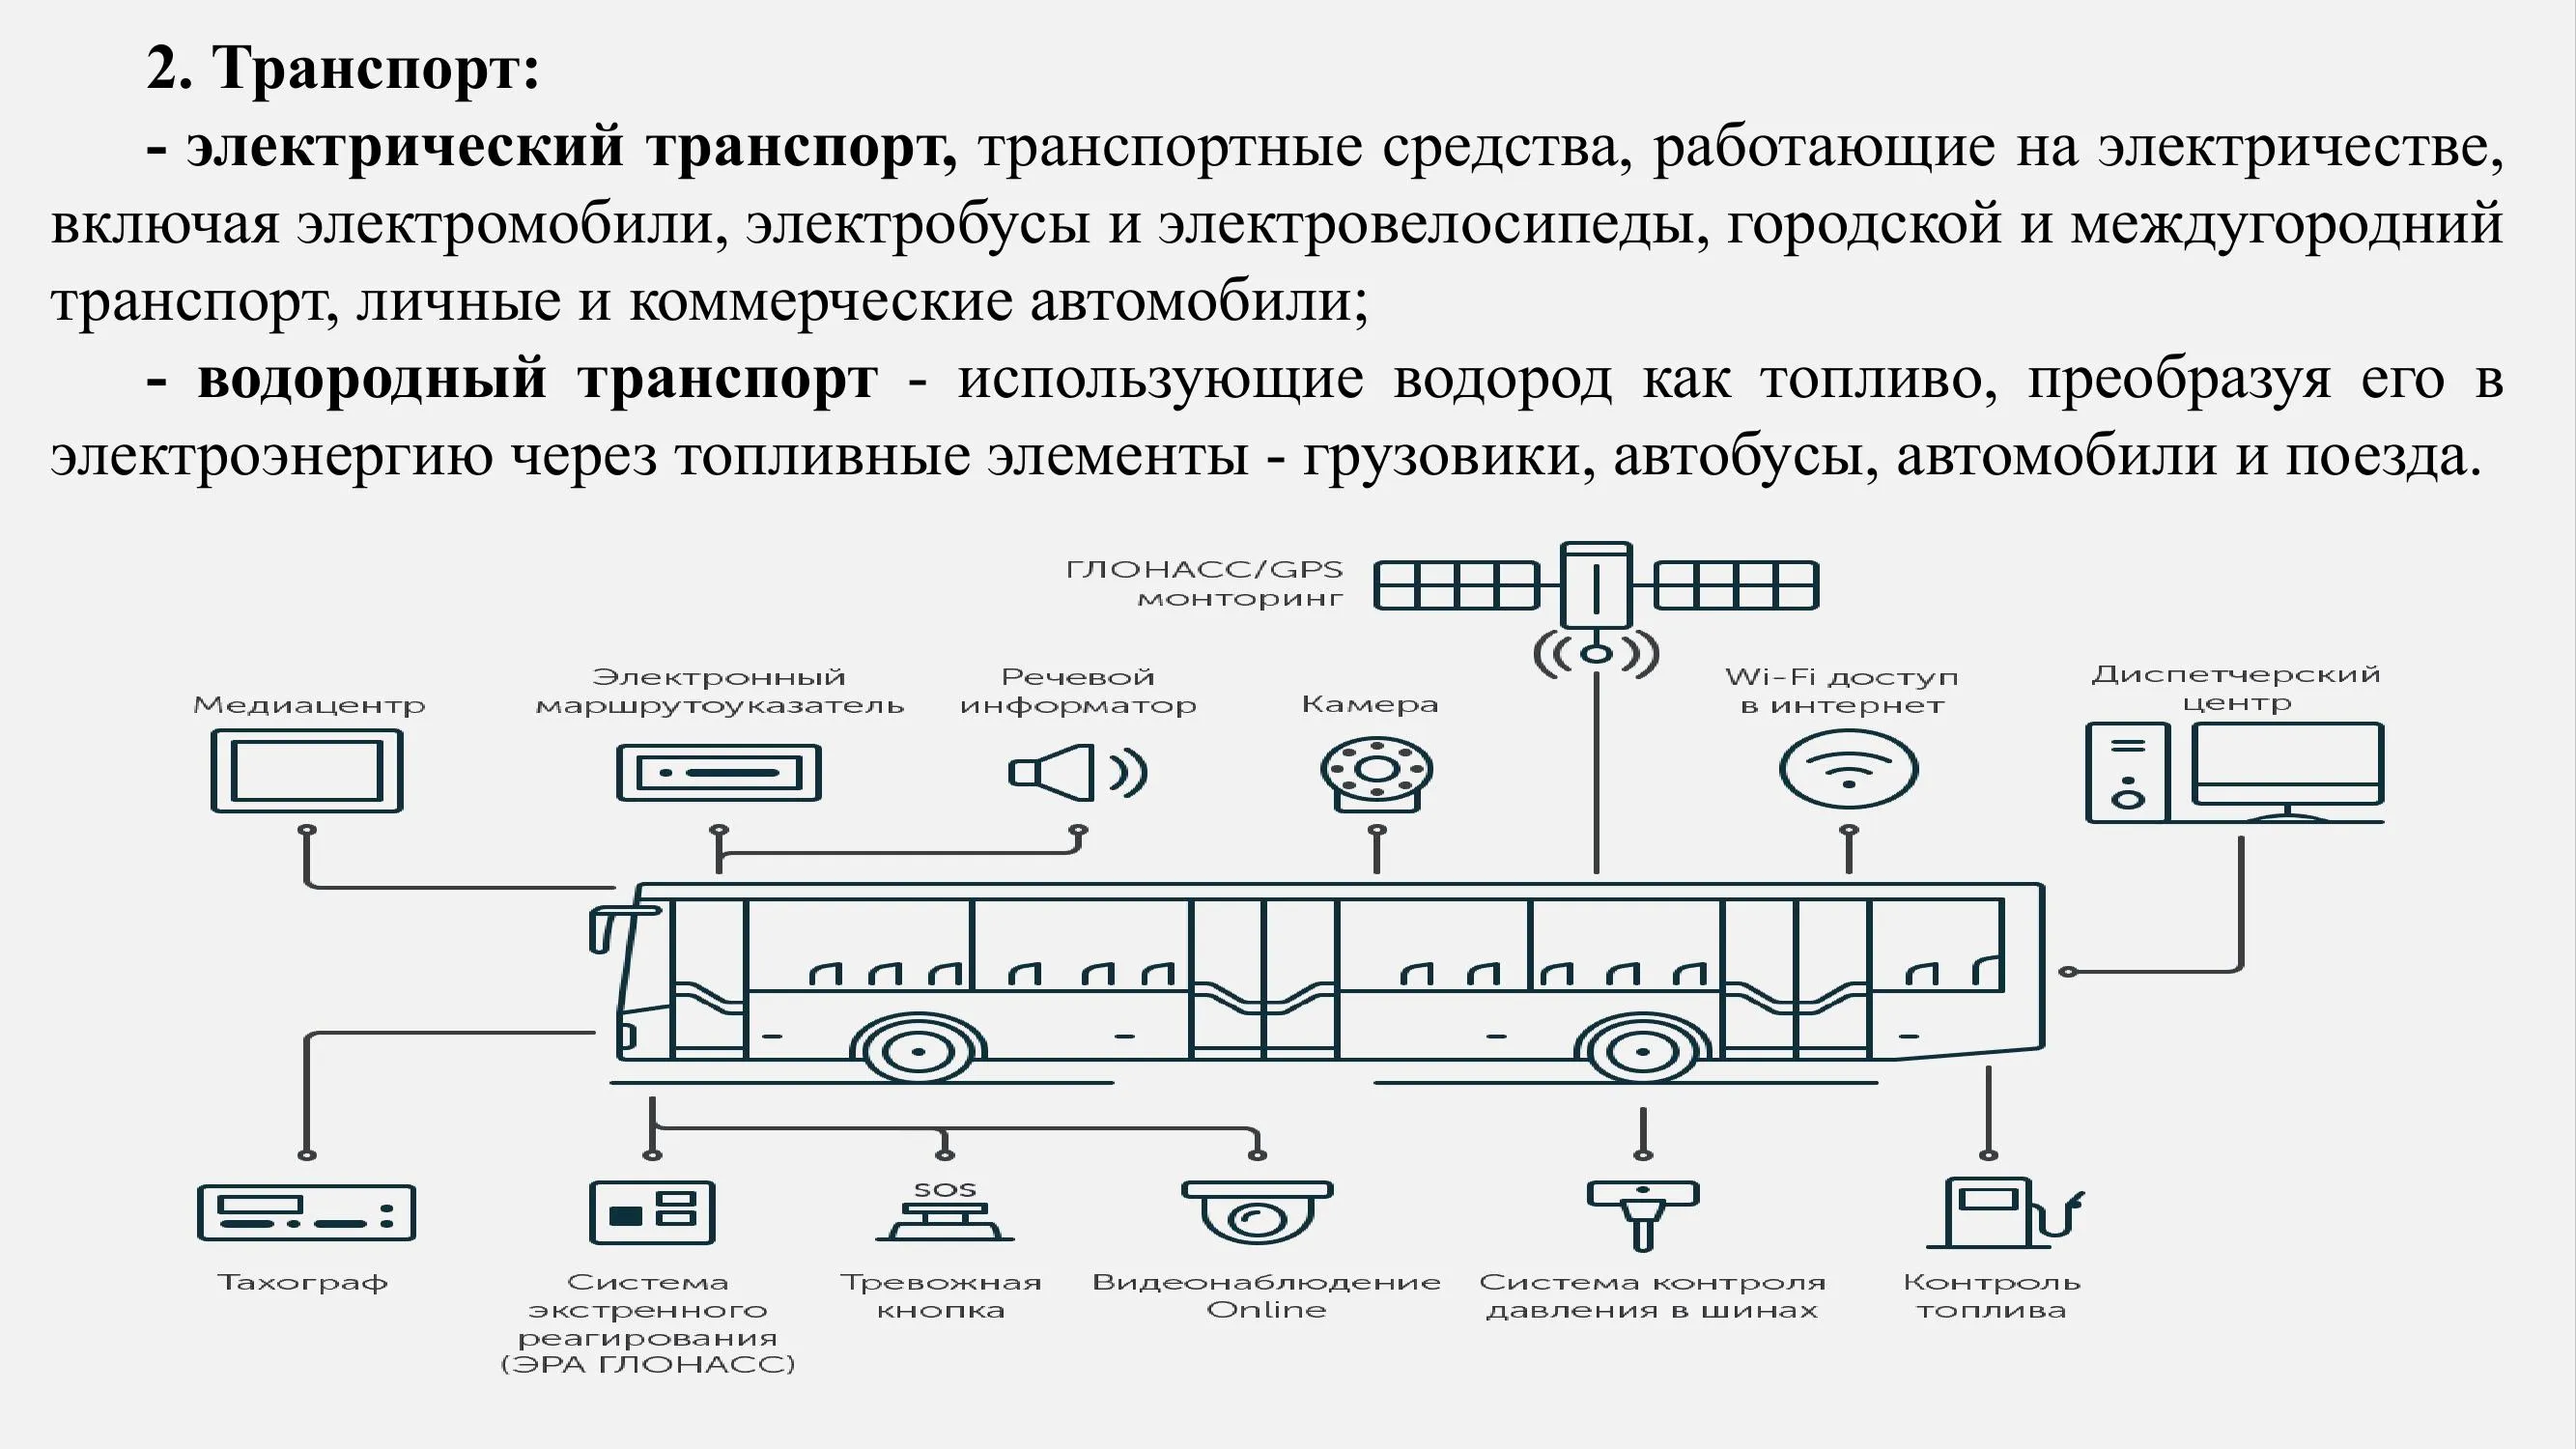 2. Транспорт:
- электрический транспорт, транспортные средства, работающие на электричестве,
включая электромобили, электробусы и электровелосипеды, городской и междугородний
транспорт, личные и коммерческие автомобили;
- водородный транспорт - использующие водород как топливо, преобразуя его в
электроэнергию через топливные элементы - грузовики, автобусы, автомобили и поезда.
ГЛОНАСС/GPS
монторинг
Медиацентр
Электронный
маршрутоуказатель
Речевой
информатор
Камера
Wi-Fi доступ
в интернет
Диспетчерский
центр
Тахограф
Система
экстренного
реагирования
(ЭРА ГЛОНАСС)
SOS
Тревожная
кнопка
Видеонаблюдение
Online
Система контроля
давления в шинах
Контроль
топлива